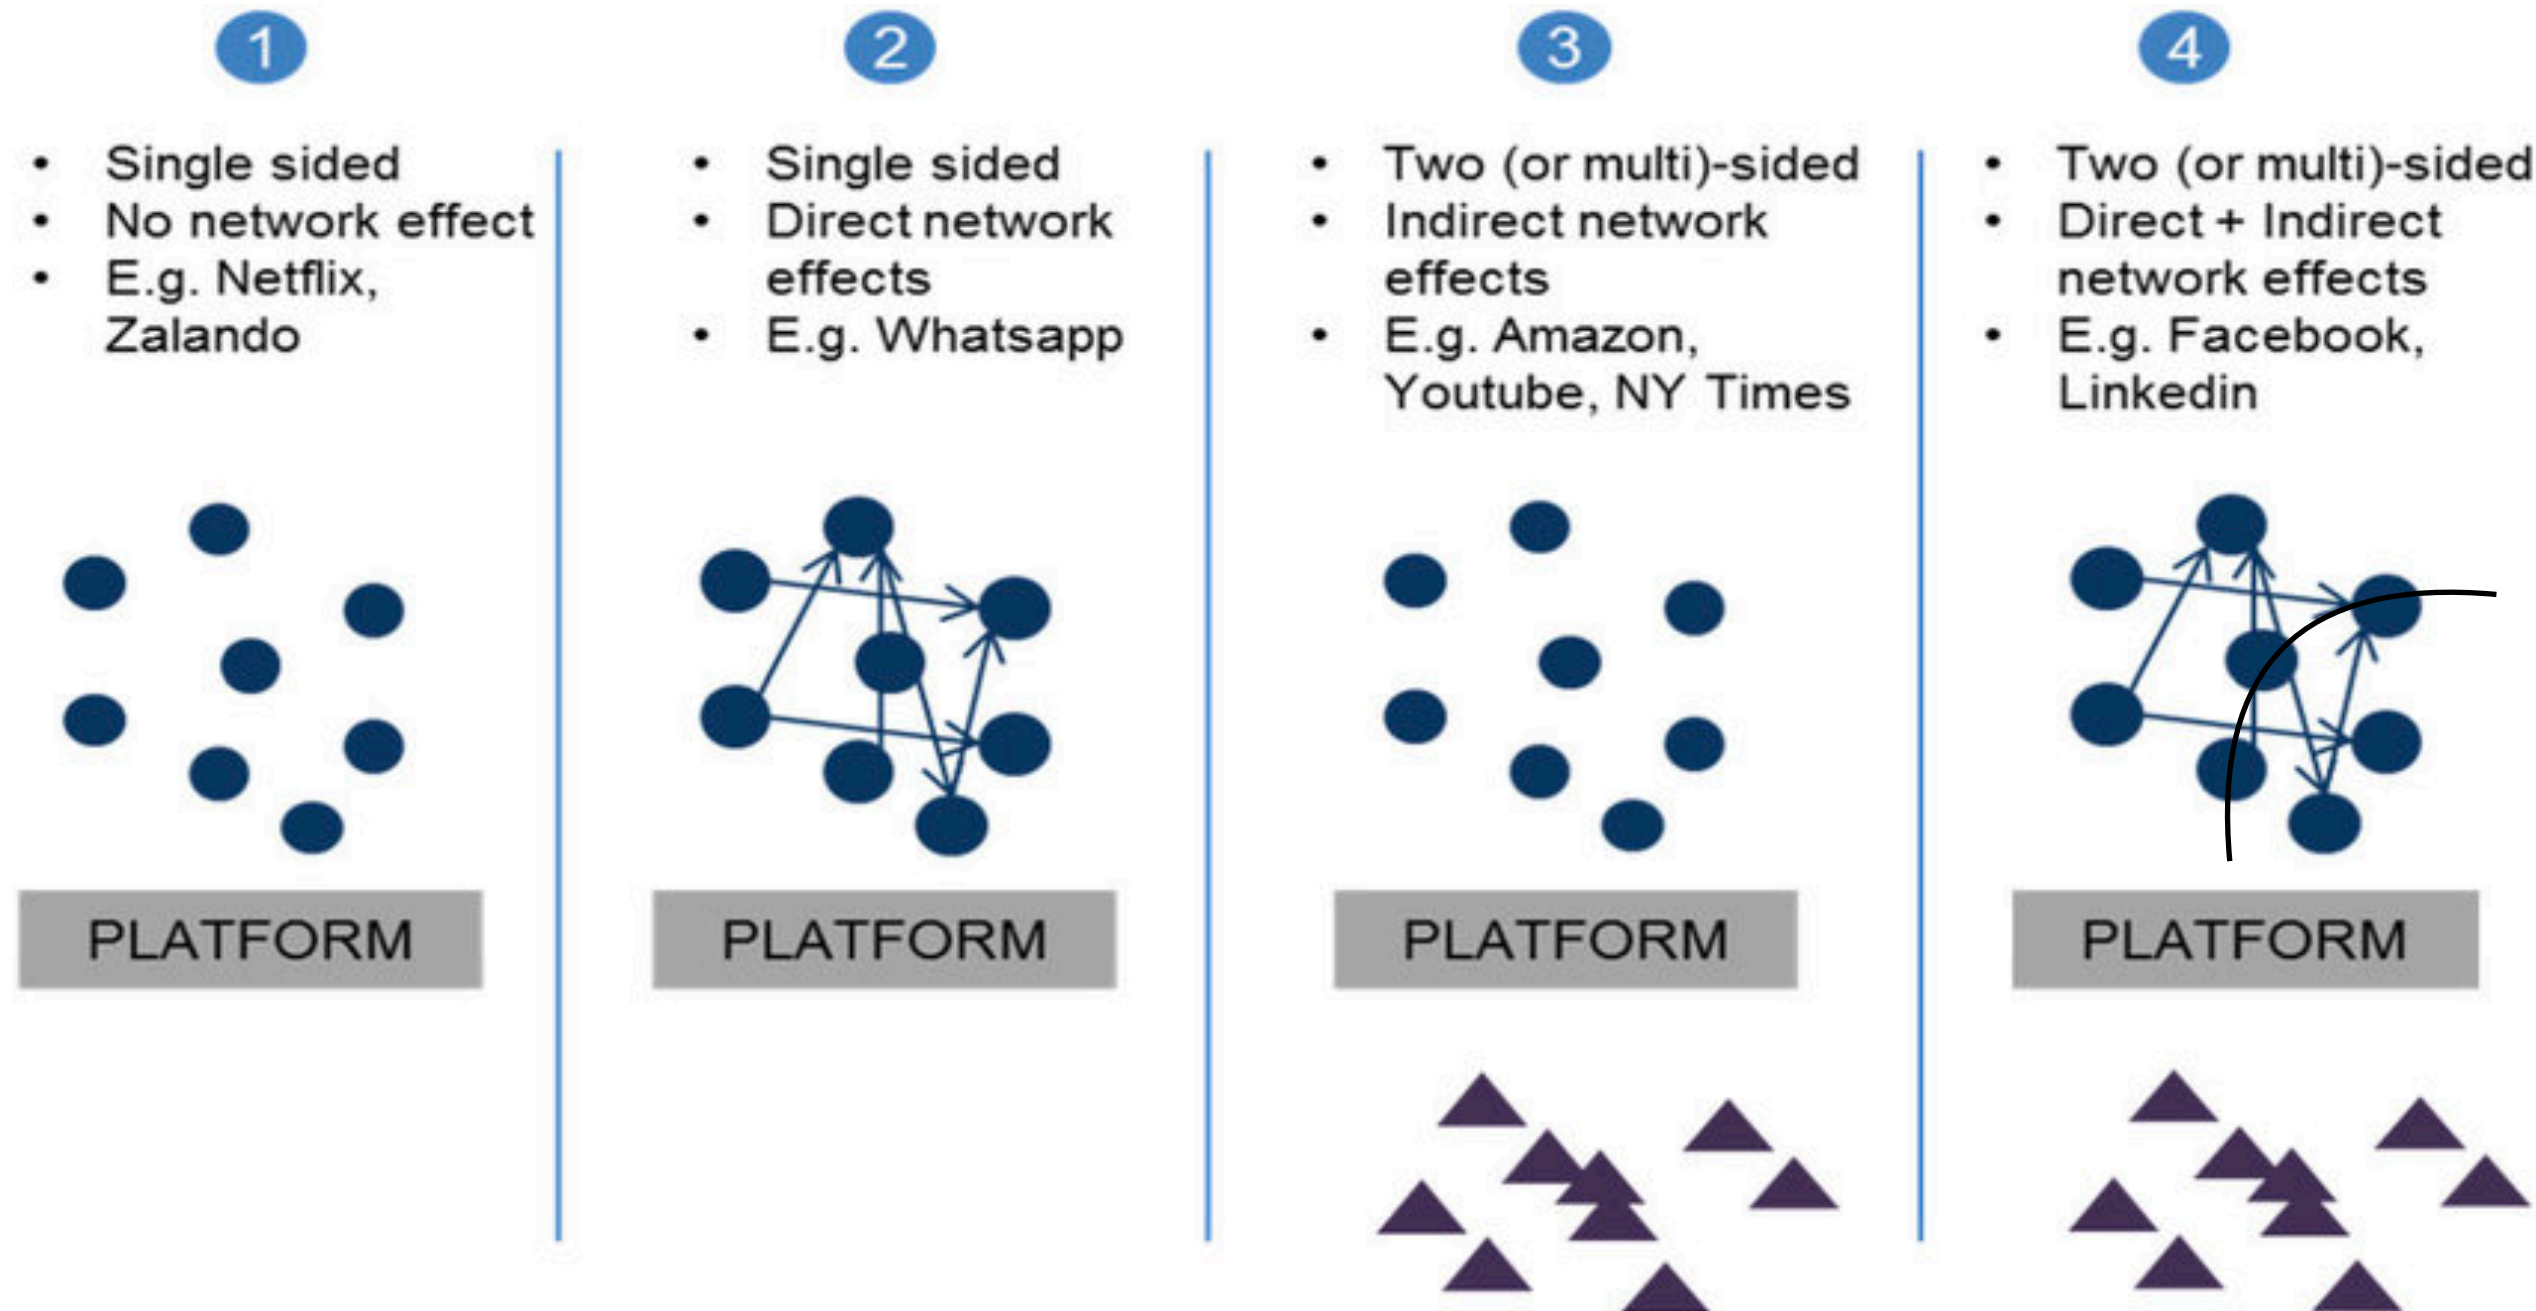 1
• Single sided
• No network effect
• E.g. Netflix,
Zalando
PLATFORM
2
• Single sided
• Direct network
effects
• E.g. Whatsapp
PLATFORM
3
• Two (or multi)-sided
• Indirect network
effects
• E.g. Amazon,
Youtube, NY Times
PLATFORM
4
• Two (or multi)-sided
• Direct + Indirect
network effects
• E.g. Facebook,
Linkedin
PLATFORM